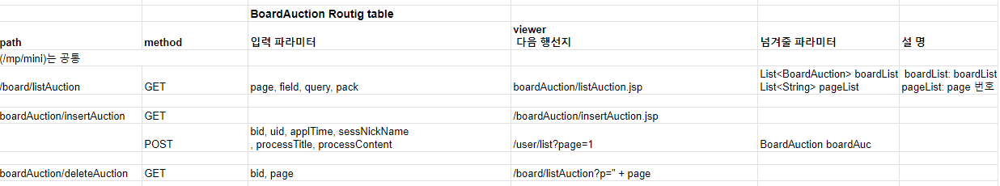 BoardAuction Routig table
path method 입력 파라미터 viewer
다음 행선지 넘겨줄 파라미터 설 명
(/mp/mini)는 공통
/board/listAuction GET page, field, query, pack boardAuction/listAuction.jsp List<BoardAuction> boardList boardList: boardList
List<String> pageList pageList: page 번호
boardAuction/insertAuction GET /boardAuction/insertAuction.jsp
bid, uid, applTime, sessNickName
POST , processTitle, processContent /user/list?page=1 BoardAuction boardAuc
boardAuction/deleteAuction GET bid, page /board/listAuction?p=" + page